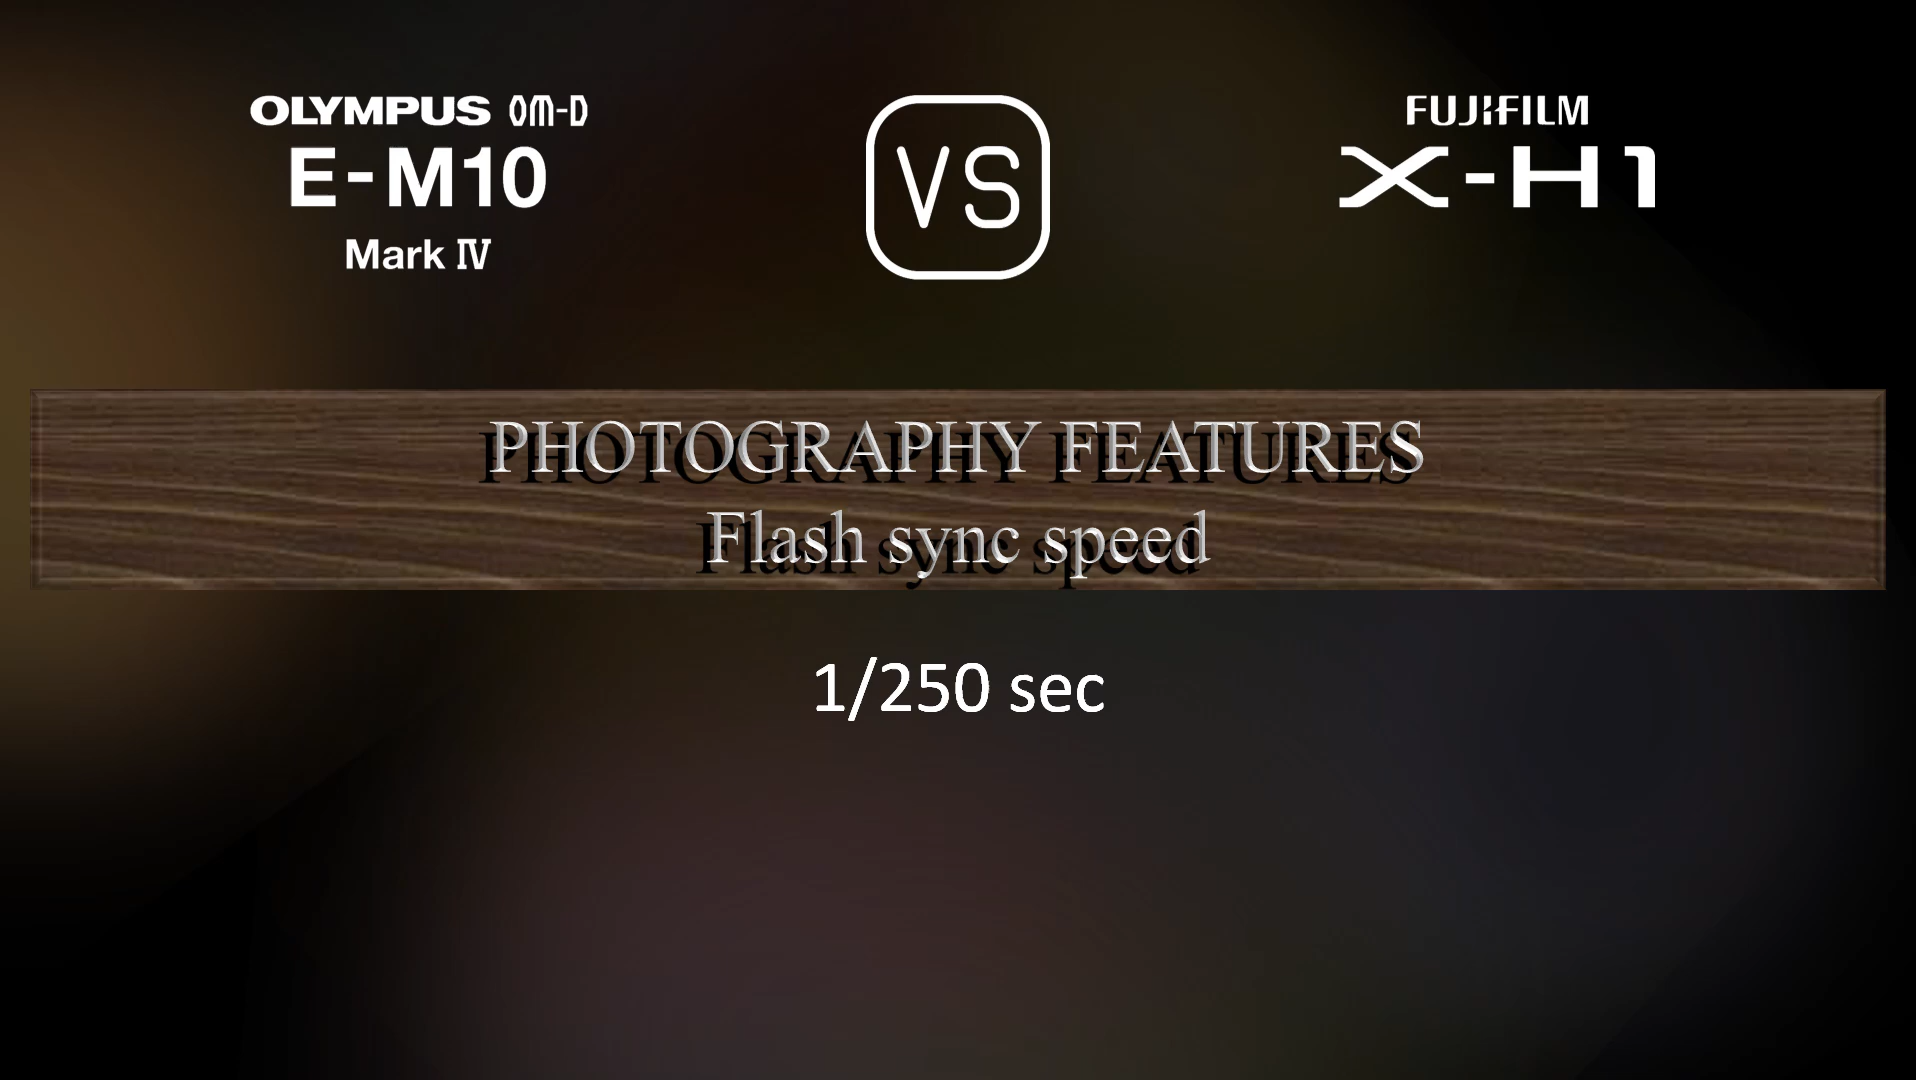 OLYMPUS OM-D
E-M10
Mark IV
VS
FUJIFILM
X-H1
PHOTOGRAPHY FEATURES
Flash sync speed
1/250 sec